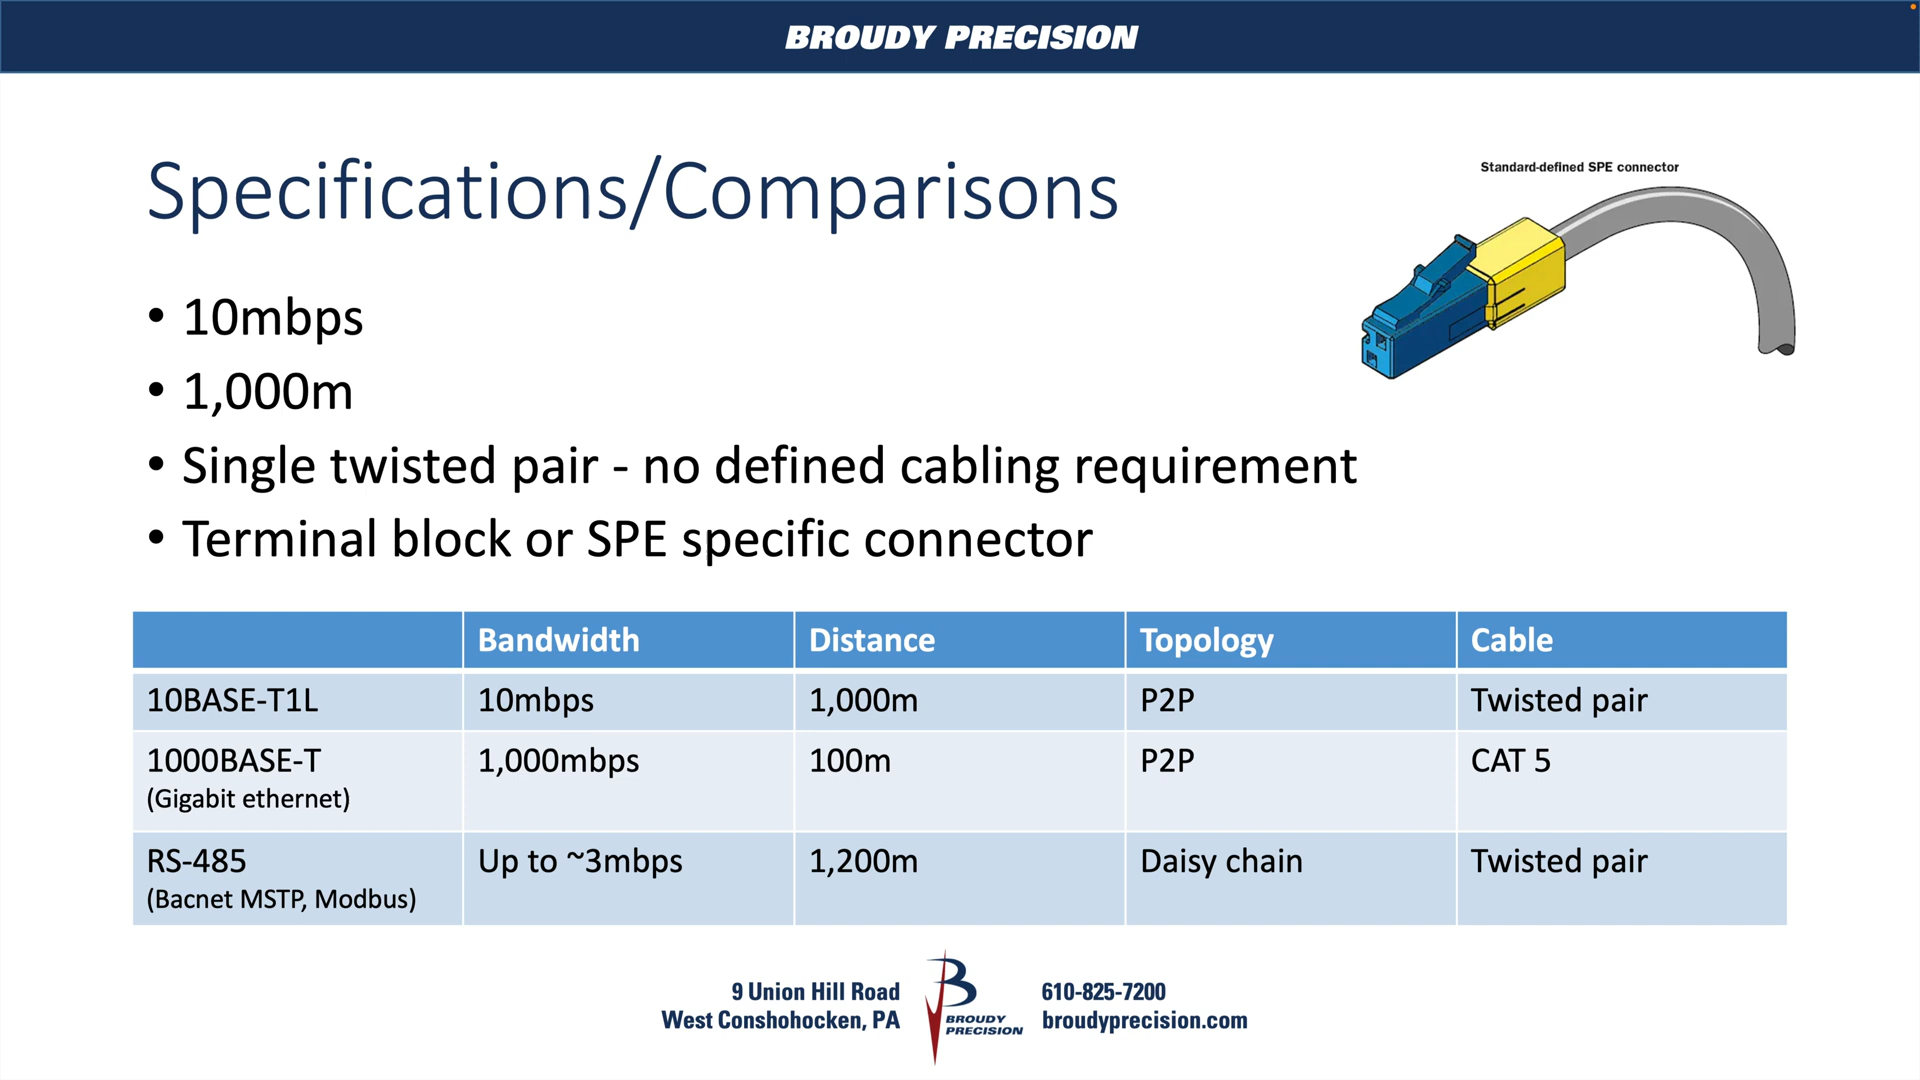 BROUDY PRECISION
Specifications/Comparisons
Standard-defined SPE connector
• 10mbps
• 1,000m
• Single twisted pair - no defined cabling requirement
• Terminal block or SPE specific connector
Bandwidth Distance Topology Cable
10BASE-T1L 10mbps 1,000m P2P Twisted pair
1000BASE-T 1,000mbps 100m P2P CAT 5
(Gigabit ethernet)
RS-485 Up to ~3mbps 1,200m Daisy chain Twisted pair
(Bacnet MSTP, Modbus)
9 Union Hill Road
West Conshohocken, PA
B
BROUDY
PRECISION
610-825-7200
broudyprecision.com